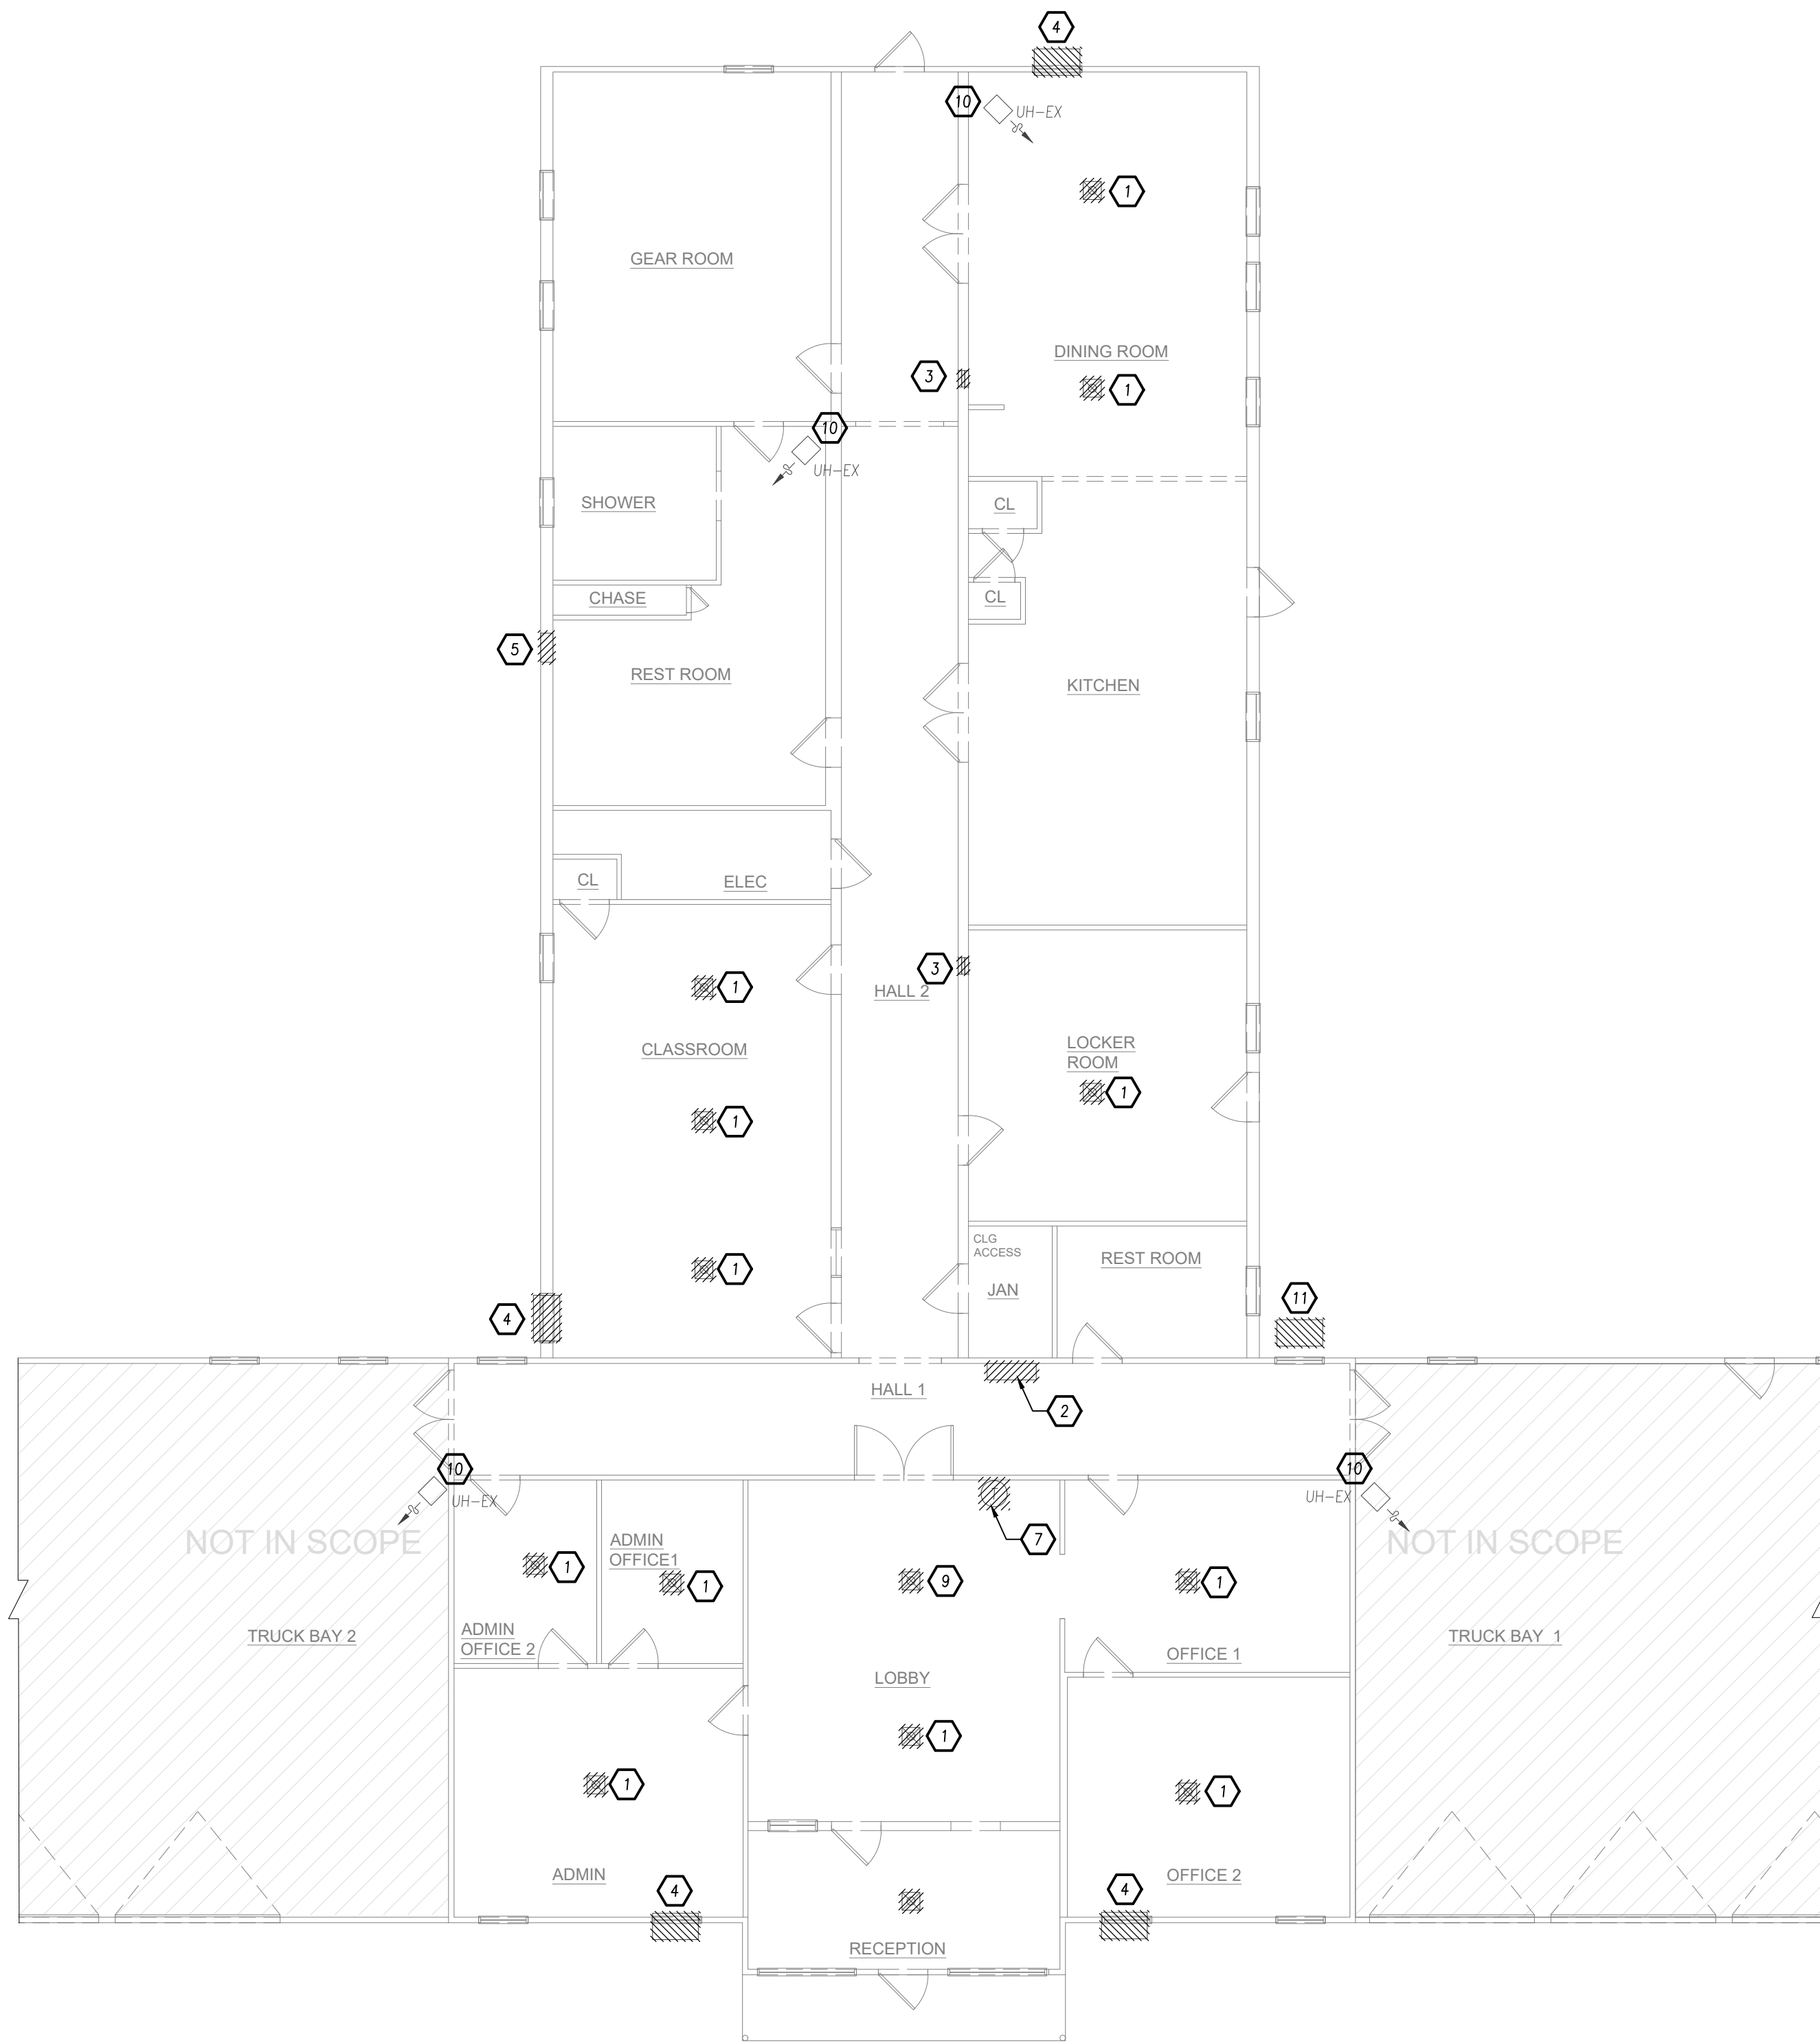 4
10
UH-EX
1
GEAR ROOM
DINING ROOM
3
1
10
UH-EX
SHOWER
CL
CHASE
CL
5
REST ROOM
KITCHEN
CL
ELEC
3
1
HALL 2
CLASSROOM
LOCKER
ROOM
1
1
CLG
ACCESS
REST ROOM
1
JAN
11
4
HALL 1
2
10
10
UH-EX
UH-EX
NOT IN SCOPE
7
NOT IN SCOPE
ADMIN
OFFICE1
1
1
9
1
TRUCK BAY 2
ADMIN
OFFICE 2
OFFICE 1
TRUCK BAY 1
LOBBY
1
1
1
ADMIN
OFFICE 2
4
4
RECEPTION